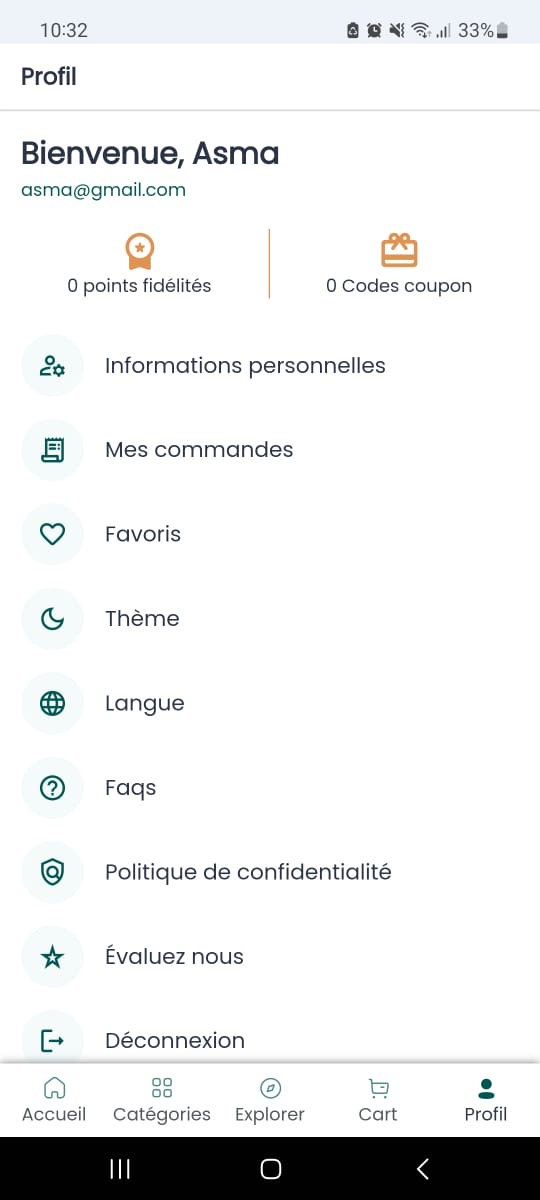 10:32
33%
Profil
Bienvenue, Asma
asma@gmail.com
0 points fidélités
0 Codes coupon
Informations personnelles
Mes commandes
Favoris
Thème
Langue
Faqs
Politique de confidentialité
Évaluez nous
Déconnexion
Accueil
Catégories
Explorer
Cart
Profil